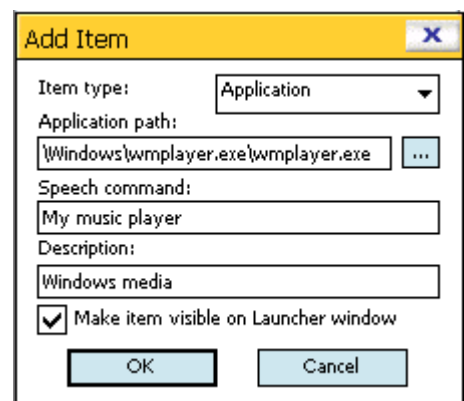 Add Item
Item type: Application
Application path:
\Windows\wmplayer.exe\wmplayer.exe ...
Speech command:
My music player
Description:
Windows media
Make item visible on Launcher window
OK Cancel